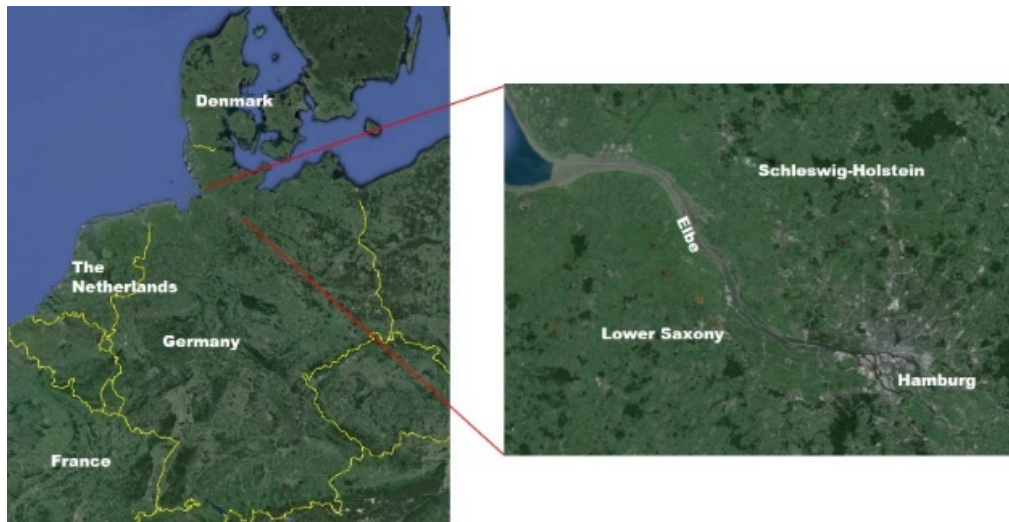 Denmark
The
Netherlands
Germany
France
Schleswig-Holstein
Elbe
Lower Saxony
Hamburg